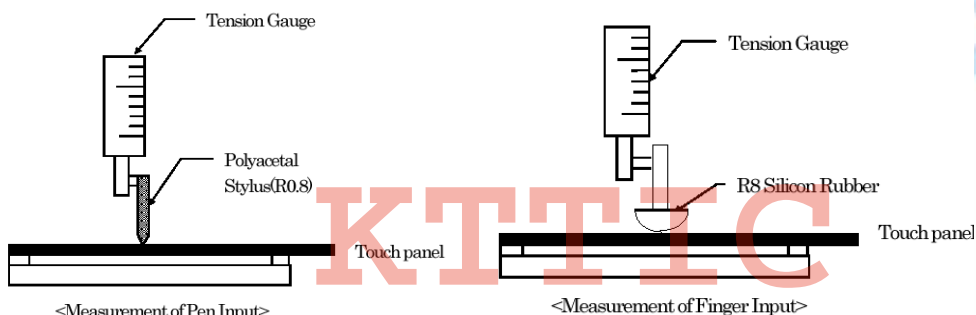 Tension Gauge
Tension Gauge
Polyacetal
Stylus(R0.8)
R8 Silicon Rubber
KTTIC
Touch panel
Touch panel
<Measurement of Pen Input>
<Measurement of Finger Input>